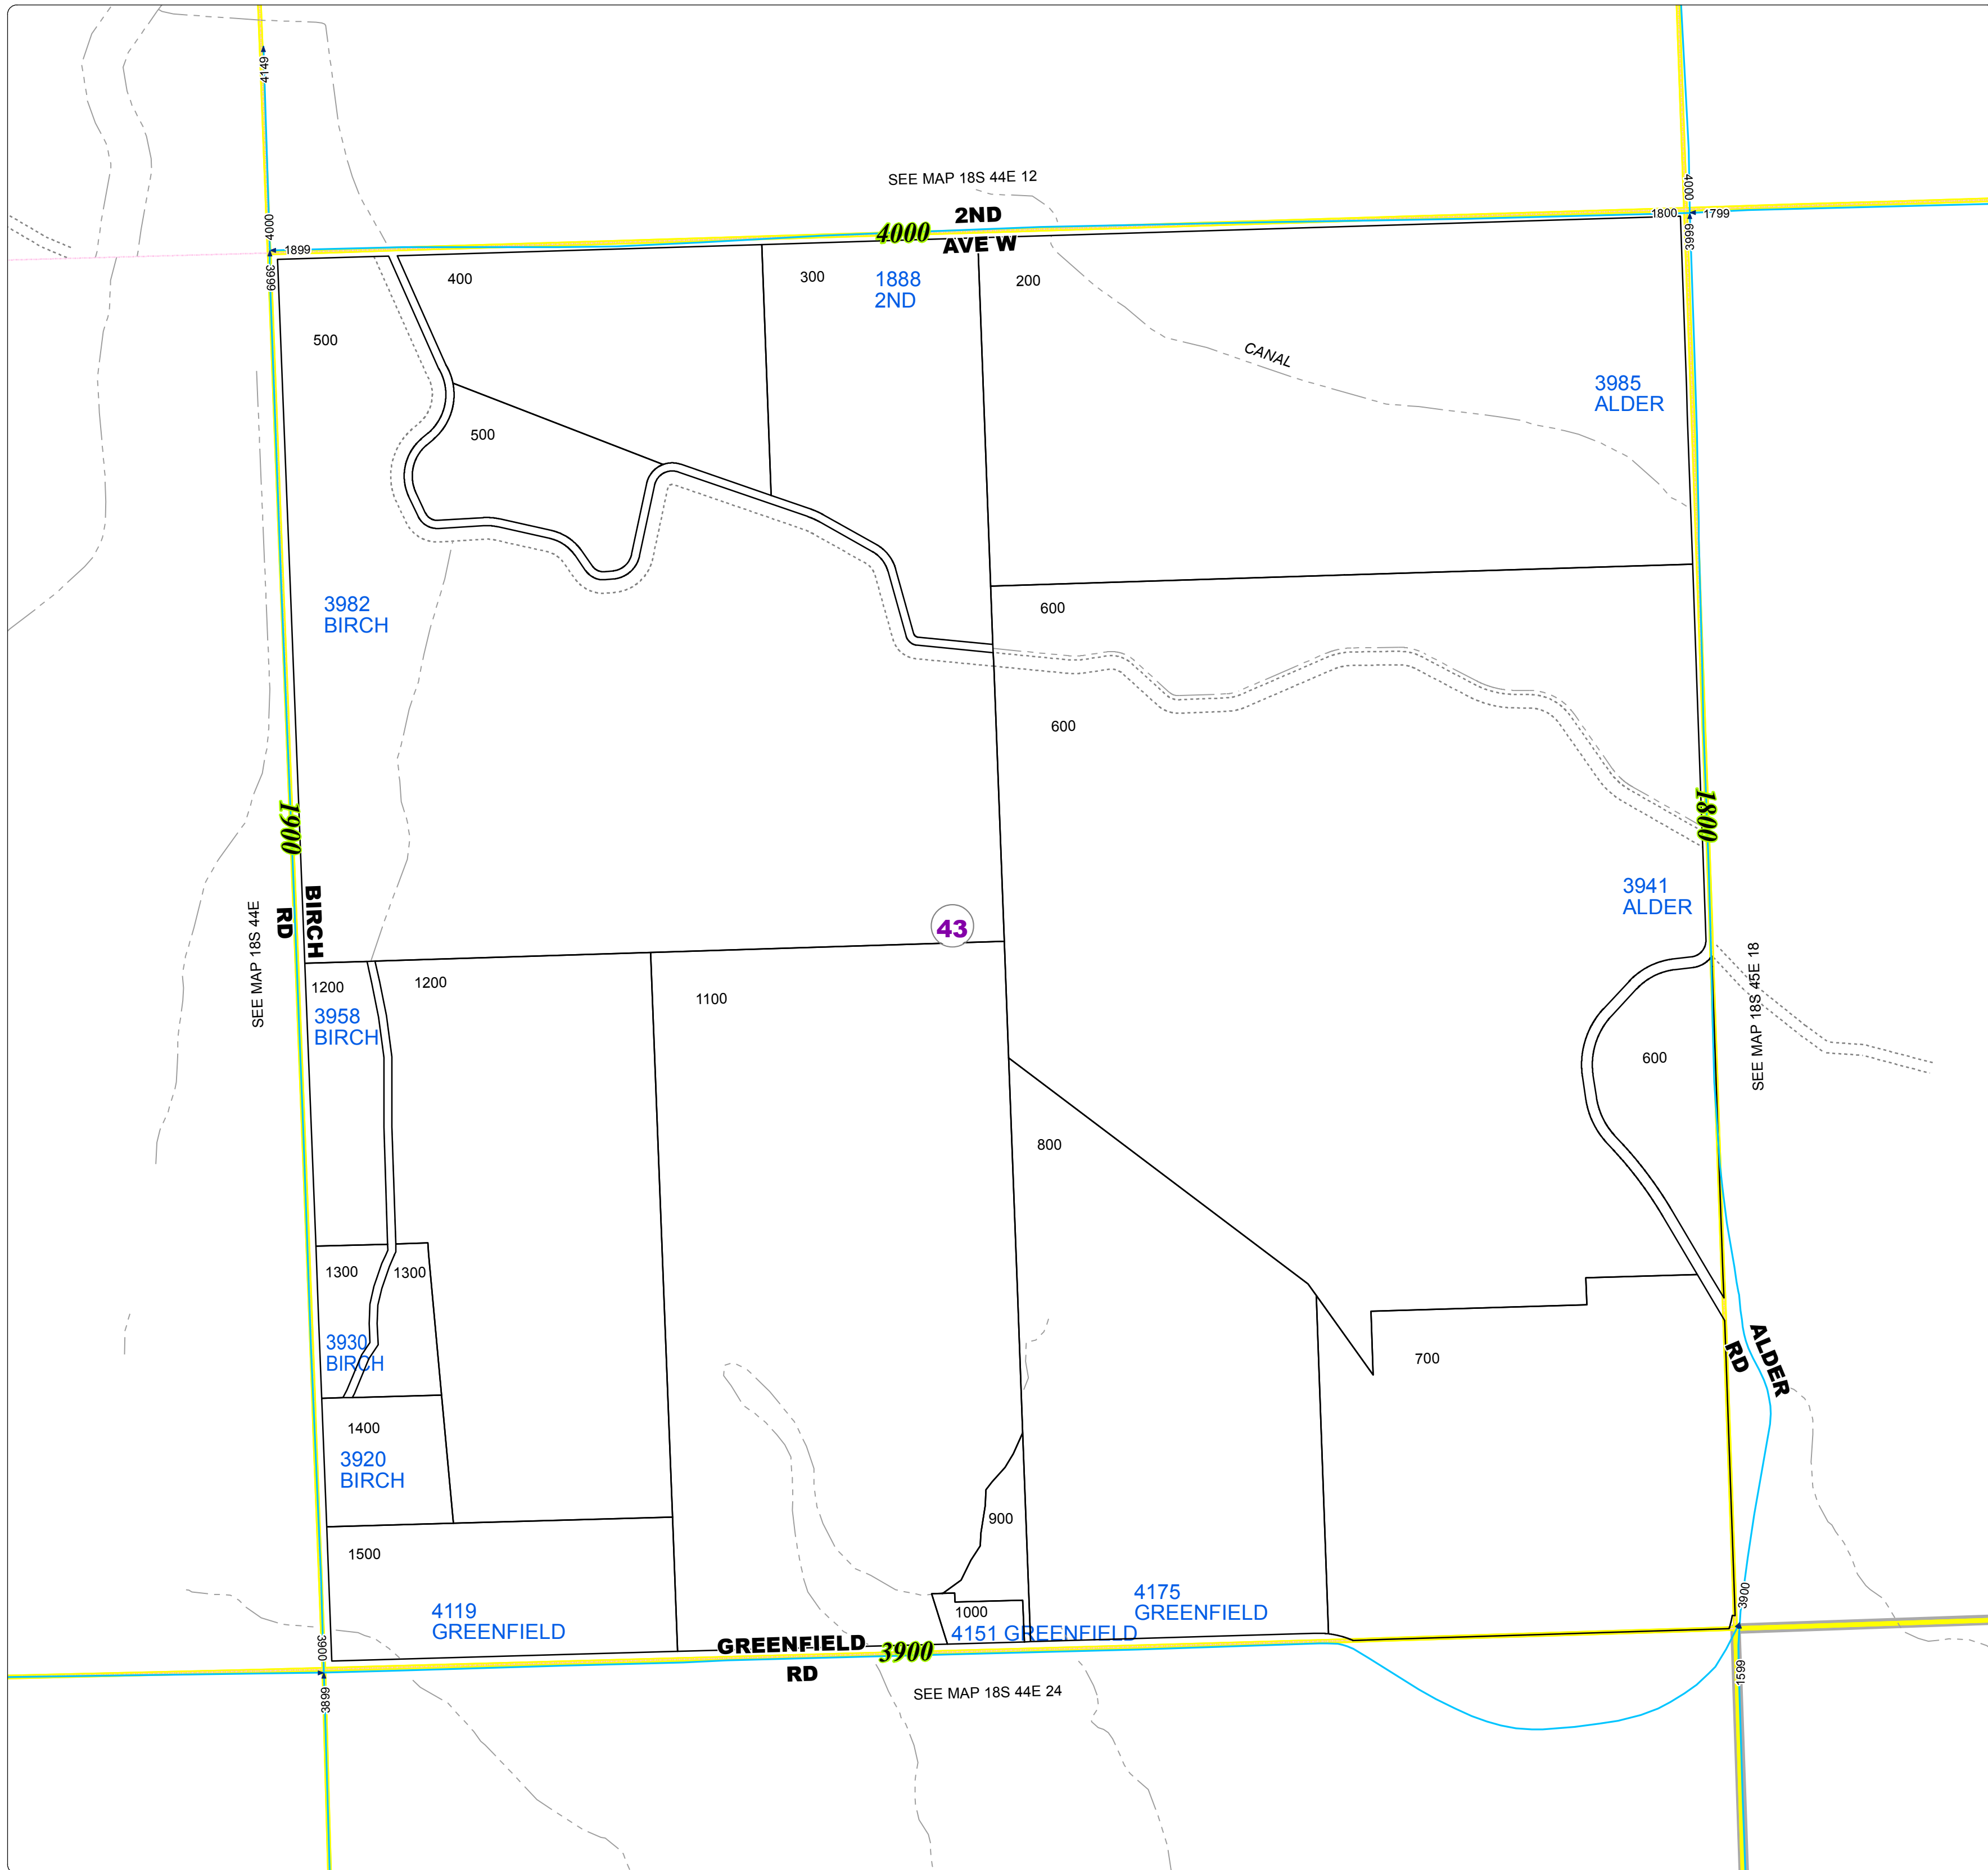 4149
SEE MAP 18S 44E 12
4000
4000
2ND
4000
AVE W
1800
1799
1899
3999
3999
400
300
1888
2ND
200
500
CANAL
3985
ALDER
500
3982
BIRCH
600
600
1900
1800
BIRCH
RD
SEE MAP 18S 44E
43
3941
ALDER
1200
1200
1100
3958
BIRCH
SEE MAP 18S 45E 18
600
800
1300
1300
3930
BIRCH
700
ALDER
RD
1400
3920
BIRCH
900
1500
4119
GREENFIELD
1000
4151 GREENFIELD
4175
GREENFIELD
3900
3900
GREENFIELD
3900
RD
SEE MAP 18S 44E 24
3899
1599